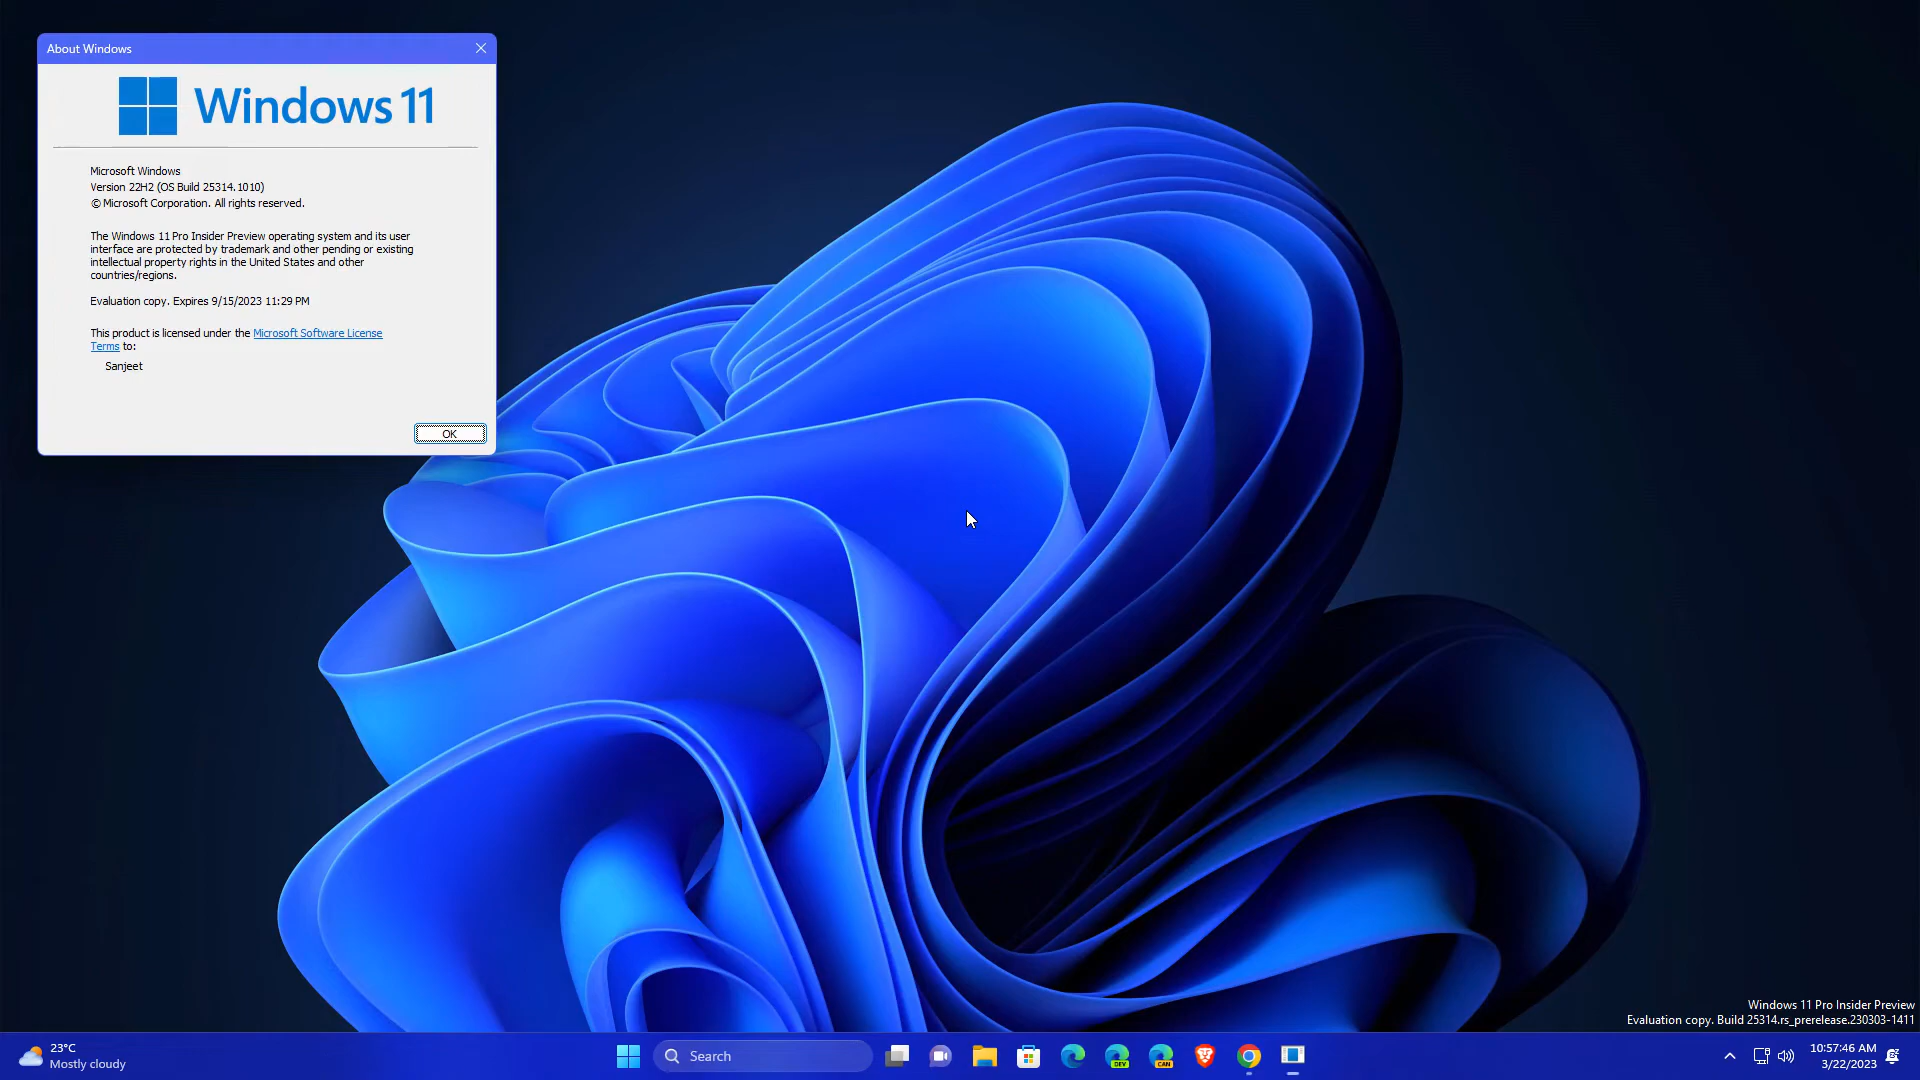 About Windows
Windows 11
Microsoft Windows
Version 22H2 (OS Build 25314.1010)
© Microsoft Corporation. All rights reserved.
The Windows 11 Pro Insider Preview operating system and its user
interface are protected by trademark and other pending or existing
intellectual property rights in the United States and other
countries/regions.
Evaluation copy. Expires 9/15/2023 11:29 PM
This product is licensed under the Microsoft Software License
Terms to:
Sanjeet
OK
Windows 11 Pro Insider Preview
Evaluation copy. Build 25314.rs_prerelease.230303-1411
23°C
Mostly cloudy
Search
DEV
CAN
10:57:46 AM
3/22/2023